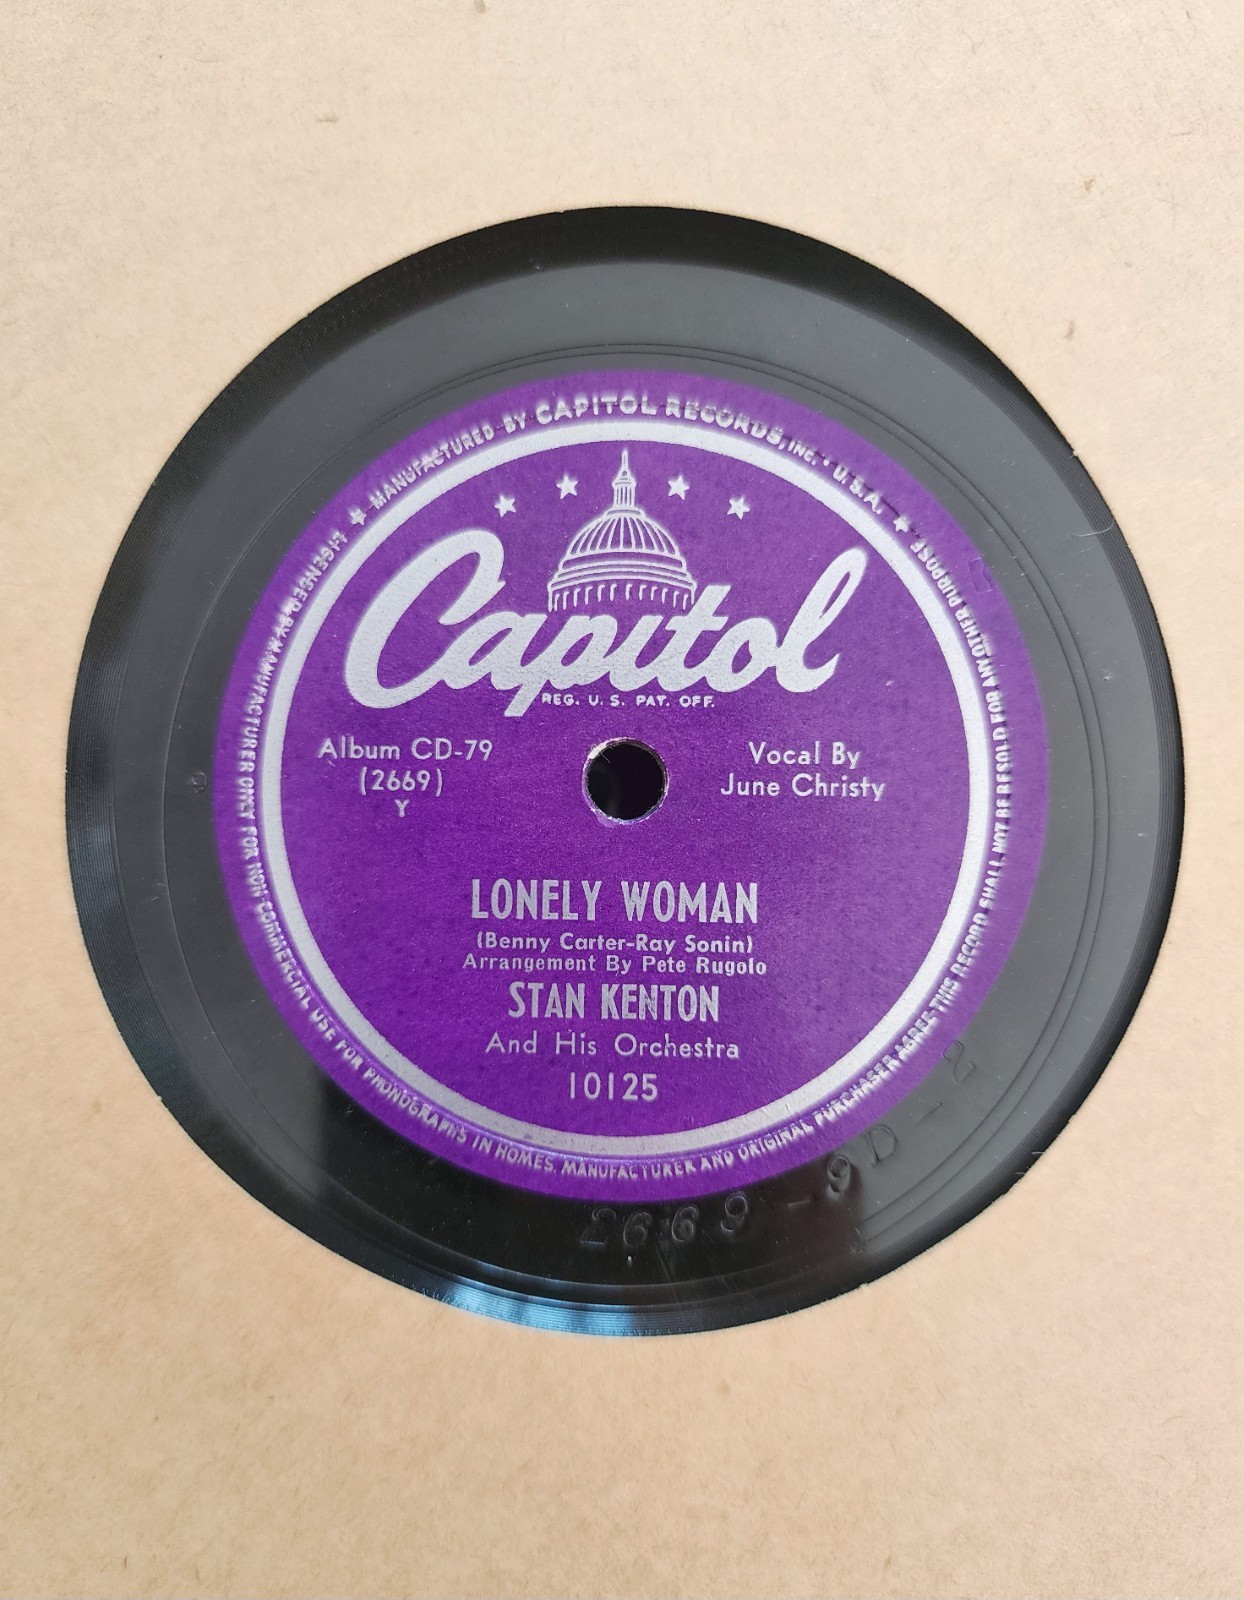 ★ MANUFACTURED BY CAPITOL RECORDS, INC. • U.S.A. ★
LICENSED BY MANUFACTURER ONLY FOR NON-COMMERCIAL USE FOR PHONOGRAPHS IN HOMES. MANUFACTURER AND ORIGINAL PURCHASER AGREE THIS RECORD SHALL NOT BE RESOLD FOR ANY OTHER PURPOSE
Capitol
REG. U. S. PAT. OFF.
Album CD-79
(2669)
Y
Vocal By
June Christy
LONELY WOMAN
(Benny Carter-Ray Sonin)
Arrangement By Pete Rugolo
STAN KENTON
And His Orchestra
10125
2669 - 9D - 2